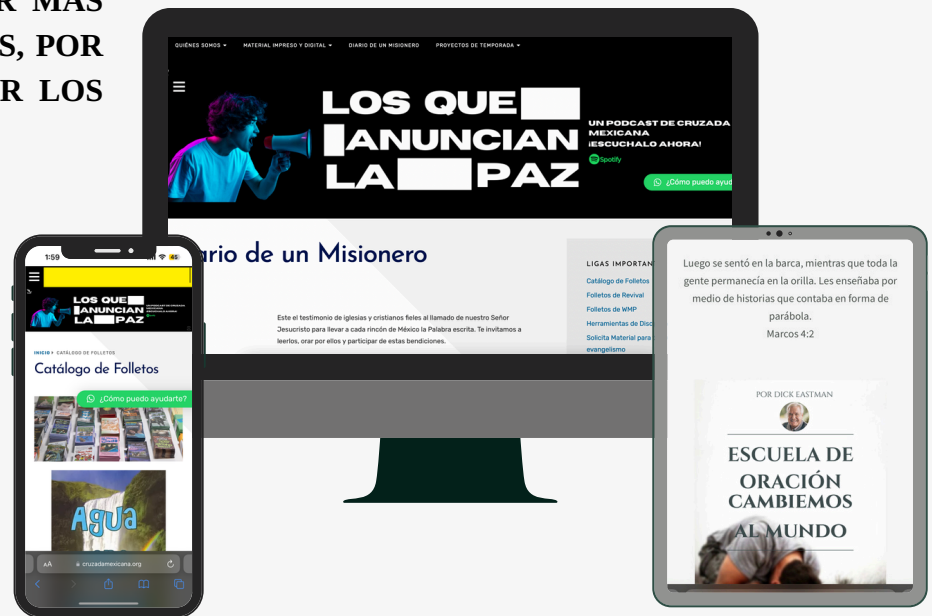 R MÁS
S, POR
R LOS
QUIÉNES SOMOS
MATERIAL IMPRESO Y DIGITAL
DIARIO DE UN MISIONERO
PROYECTOS DE TEMPORADA
LOS QUE
ANUNCIAN
LA PAZ
UN PODCAST DE CRUZADA
MEXICANA
¡ESCUCHALO AHORA!
Spotify
¿Cómo puedo ayud
ario de un Misionero
Este el testimonio de iglesias y cristianos fieles al llamado de nuestro Señor
Jesucristo para llevar a cada rincón de México la Palabra escrita. Te invitamos a
leerlos, orar por ellos y participar de estas bendiciones.
LIGAS IMPORTAN
Catálogo de Folletos
Folletos de Revival
Folletos de WMP
Herramientas de Disc
Solicita Material para
evangelismo
1:59
45
LOS QUE
ANUNCIAN
LA PAZ
INICIO > CATÁLOGO DE FOLLETOS
Catálogo de Folletos
¿Cómo puedo ayudarte?
Agua
AA
cruzadamexicana.org
Luego se sentó en la barca, mientras que toda la
gente permanecía en la orilla. Les enseñaba por
medio de historias que contaba en forma de
parábola.
Marcos 4:2
POR DICK EASTMAN
ESCUELA DE
ORACIÓN
CAMBIEMOS
AL MUNDO